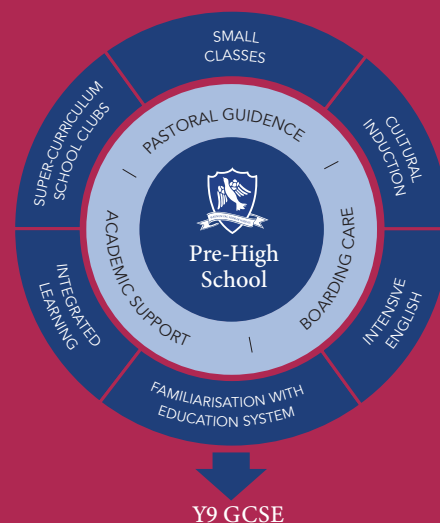 SMALL
CLASSES
CULTURAL
INDUCTION
INTENSIVE
ENGLISH
FAMILIARISATION WITH
EDUCATION SYSTEM
INTEGRATED
LEARNING
SUPER-CURRICULUM
SCHOOL CLUBS
PASTORAL GUIDENCE
BOARDING CARE
ACADEMIC SUPPORT
Pre-High
School
Y9 GCSE